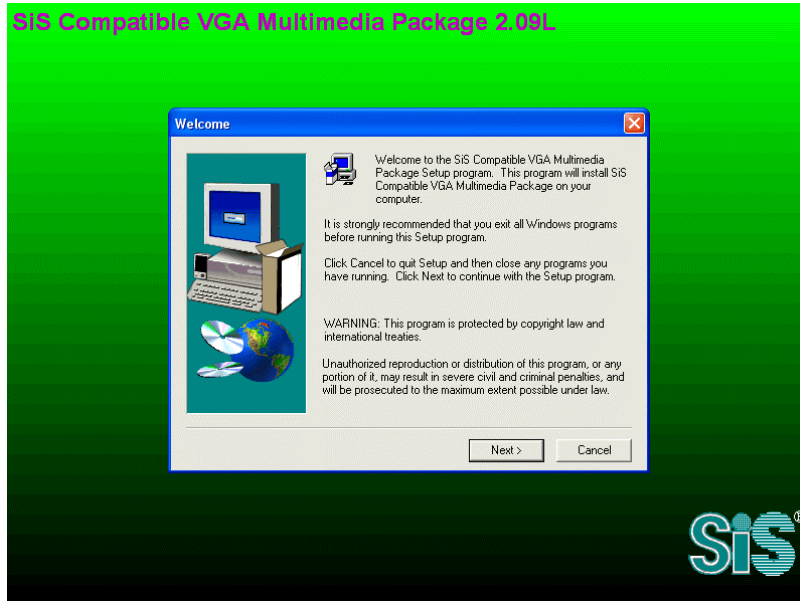 SiS Compatible VGA Multimedia Package 2.09L
Welcome
Welcome to the SiS Compatible VGA Multimedia
Package Setup program. This program will install SiS
Compatible VGA Multimedia Package on your
computer.
It is strongly recommended that you exit all Windows programs
before running this Setup program.
Click Cancel to quit Setup and then close any programs you
have running. Click Next to continue with the Setup program.
WARNING: This program is protected by copyright law and
international treaties.
Unauthorized reproduction or distribution of this program, or any
portion of it, may result in severe civil and criminal penalties, and
will be prosecuted to the maximum extent possible under law.
Next >
Cancel
SiS®